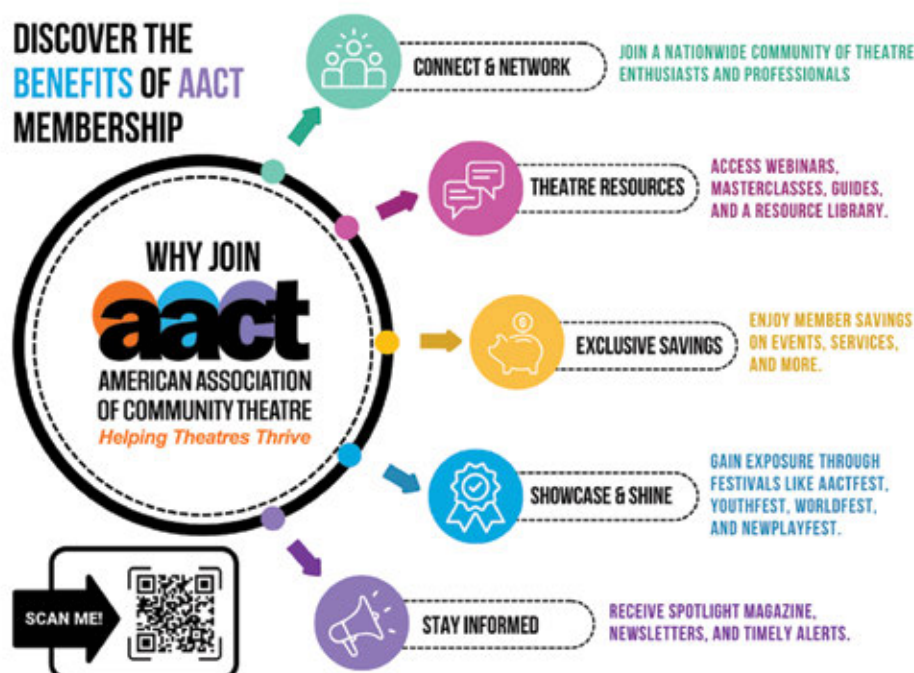 DISCOVER THE
BENEFITS OF AACT
MEMBERSHIP
WHY JOIN
aact
AMERICAN ASSOCIATION
OF COMMUNITY THEATRE
Helping Theatres Thrive
CONNECT & NETWORK
JOIN A NATIONWIDE COMMUNITY OF THEATRE
ENTHUSIASTS AND PROFESSIONALS
THEATRE RESOURCES
ACCESS WEBINARS,
MASTERCLASSES, GUIDES,
AND A RESOURCE LIBRARY.
$
EXCLUSIVE SAVINGS
ENJOY MEMBER SAVINGS
ON EVENTS, SERVICES,
AND MORE.
SHOWCASE & SHINE
GAIN EXPOSURE THROUGH
FESTIVALS LIKE AACTFEST,
YOUTHFEST, WORLDFEST,
AND NEWPLAYFEST.
STAY INFORMED
RECEIVE SPOTLIGHT MAGAZINE,
NEWSLETTERS, AND TIMELY ALERTS.
SCAN ME!